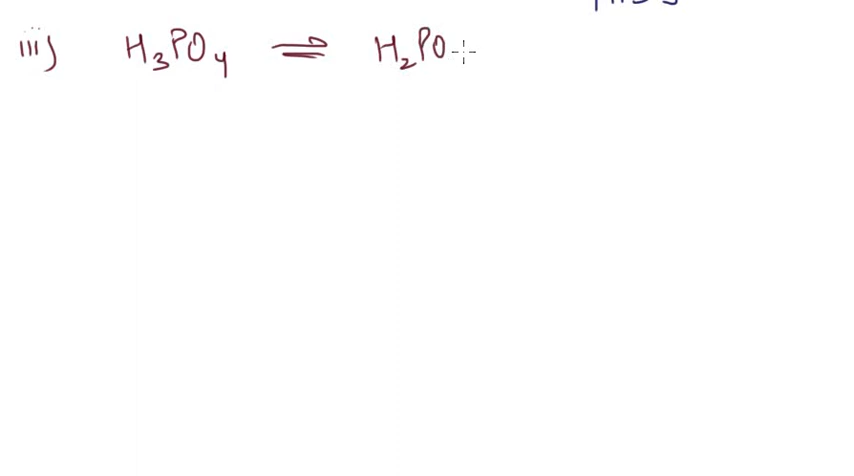 iii) H₃PO₄ ⇌ H₂PO